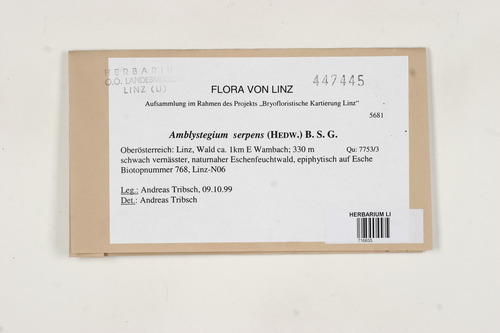 HERBARIUM
O.Ö. LANDESMUSEUM
LINZ (LI)
FLORA VON LINZ
447445
Aufsammlung im Rahmen des Projekts „Bryofloristische Kartierung Linz"
5681
Amblystegium serpens (HEDW.) B. S. G.
Oberösterreich: Linz, Wald ca. 1km E Wambach; 330 m Qu: 7753/3
schwach vernässter, naturnaher Eschenfeuchtwald, epiphytisch auf Esche
Biotopnummer 768, Linz-N06
Leg.: Andreas Tribsch, 09.10.99
Det.: Andreas Tribsch
HERBARIUM LI
716655